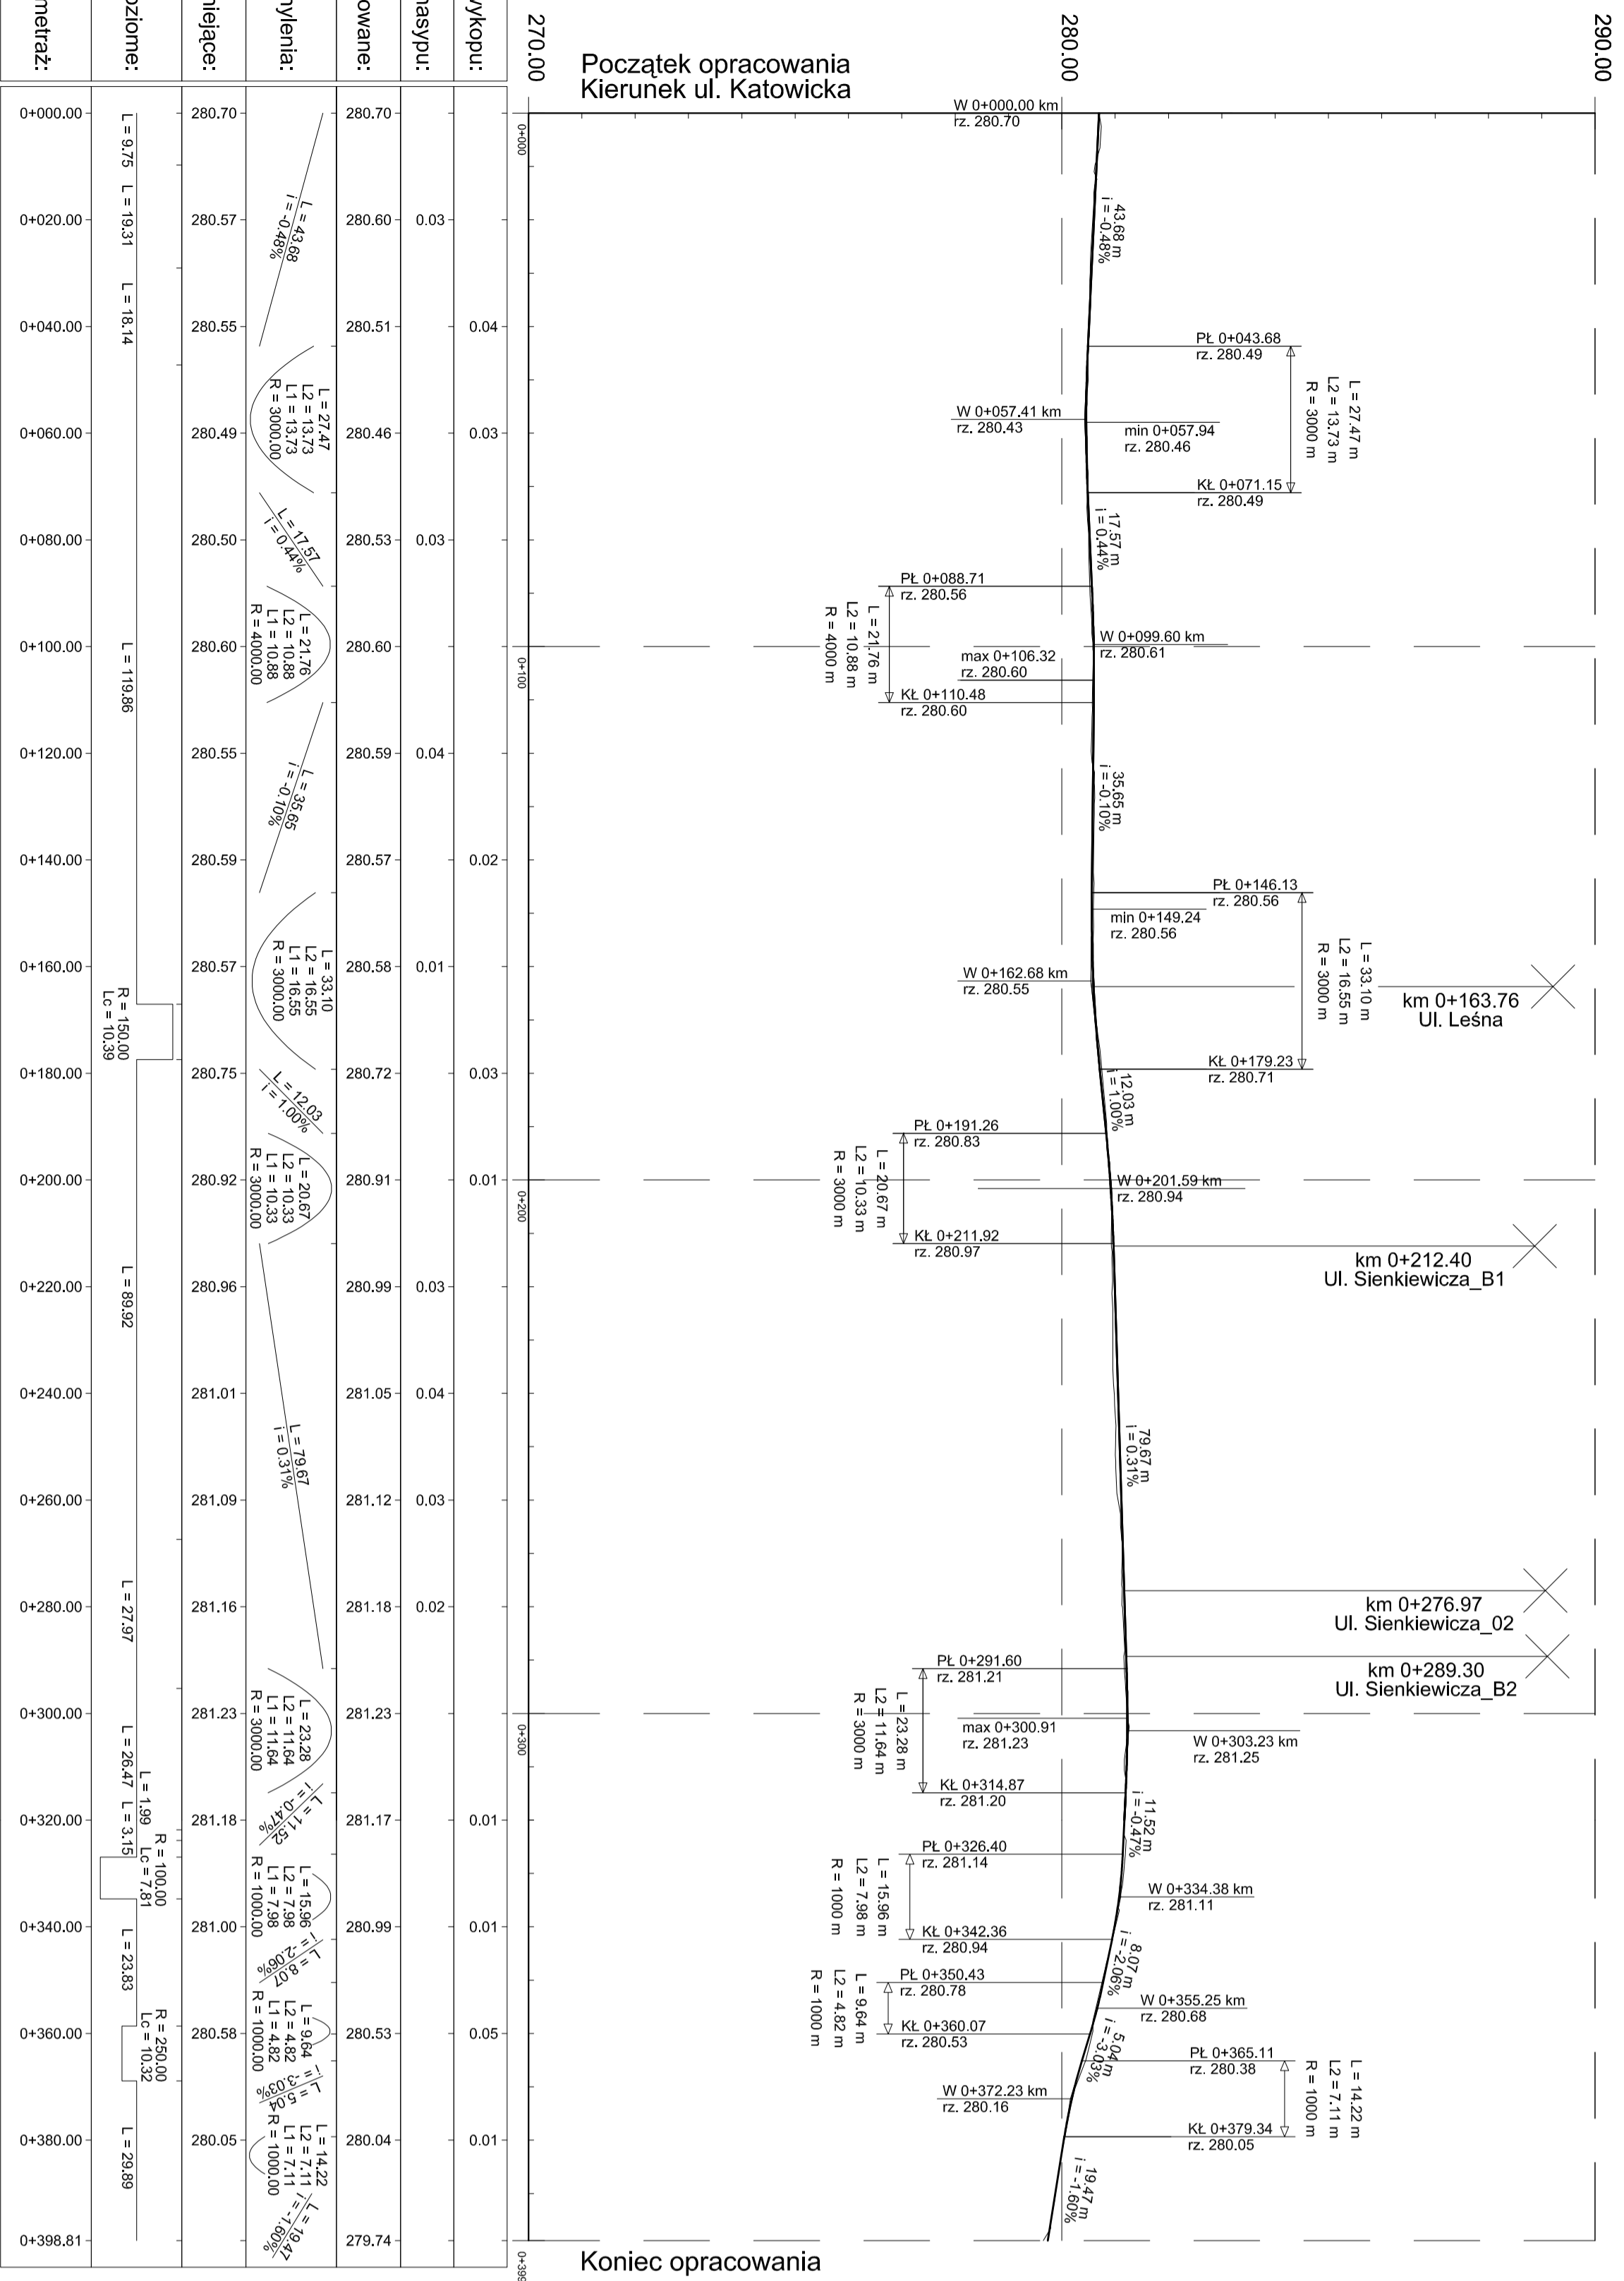 metraż:
oziome:
niejące:
nylenia:
owane:
nasypu:
wykopu:
270.00
280.00
290.00
Początek opracowania
Kierunek ul. Katowicka
0+000.00
0+020.00
0+040.00
0+060.00
0+080.00
0+100.00
0+120.00
0+140.00
0+160.00
0+180.00
0+200.00
0+220.00
0+240.00
0+260.00
0+280.00
0+300.00
0+320.00
0+340.00
0+360.00
0+380.00
0+398.81
L = 9.75
L = 19.31
L = 18.14
L = 119.86
R = 150.00
Lc = 10.39
L = 89.92
L = 27.97
L = 26.47
L = 1.99
L = 3.15
R = 100.00
Lc = 7.81
L = 23.83
R = 250.00
Lc = 10.32
L = 29.89
280.70
280.57
280.55
280.49
280.50
280.60
280.55
280.59
280.57
280.75
280.92
280.96
281.01
281.09
281.16
281.23
281.18
281.00
280.58
280.05
L = 43.68
i = -0.48%
L = 27.47
L2 = 13.73
L1 = 13.73
R = 3000.00
L = 17.57
i = 0.44%
L = 21.76
L2 = 10.88
L1 = 10.88
R = 4000.00
L = 35.65
i = -0.10%
L = 33.10
L2 = 16.55
L1 = 16.55
R = 3000.00
L = 12.03
i = 1.00%
L = 20.67
L2 = 10.33
L1 = 10.33
R = 3000.00
L = 79.67
i = 0.31%
L = 23.28
L2 = 11.64
L1 = 11.64
R = 3000.00
L = 11.52
i = -0.47%
L = 15.96
L2 = 7.98
L1 = 7.98
R = 1000.00
L = 8.07
i = -2.06%
L = 9.64
L2 = 4.82
L1 = 4.82
R = 1000.00
L = 5.04
i = -3.03%
L = 14.22
L2 = 7.11
L1 = 7.11
R = 1000.00
L = 19.47
i = -1.60%
280.70
280.60
280.51
280.46
280.53
280.60
280.59
280.57
280.58
280.72
280.91
280.99
281.05
281.12
281.18
281.23
281.17
280.99
280.53
280.04
279.74
0.03
0.03
0.04
0.01
0.03
0.04
0.03
0.02
0.04
0.03
0.02
0.03
0.01
0.01
0.01
0.05
0.01
0+000
0+100
0+200
0+300
0+399
W 0+000.00 km
rz. 280.70
43.68 m
i = -0.48%
PŁ 0+043.68
rz. 280.49
L = 27.47 m
L2 = 13.73 m
R = 3000 m
W 0+057.41 km
rz. 280.43
min 0+057.94
rz. 280.46
KŁ 0+071.15
rz. 280.49
17.57 m
i = 0.44%
PŁ 0+088.71
rz. 280.56
L = 21.76 m
L2 = 10.88 m
R = 4000 m
W 0+099.60 km
rz. 280.61
max 0+106.32
rz. 280.60
KŁ 0+110.48
rz. 280.60
35.65 m
i = -0.10%
PŁ 0+146.13
rz. 280.56
min 0+149.24
rz. 280.56
L = 33.10 m
L2 = 16.55 m
R = 3000 m
W 0+162.68 km
rz. 280.55
km 0+163.76
Ul. Leśna
KŁ 0+179.23
rz. 280.71
12.03 m
i = 1.00%
PŁ 0+191.26
rz. 280.83
L = 20.67 m
L2 = 10.33 m
R = 3000 m
W 0+201.59 km
rz. 280.94
KŁ 0+211.92
rz. 280.97
km 0+212.40
Ul. Sienkiewicza_B1
79.67 m
i = 0.31%
km 0+276.97
Ul. Sienkiewicza_02
km 0+289.30
Ul. Sienkiewicza_B2
PŁ 0+291.60
rz. 281.21
L = 23.28 m
L2 = 11.64 m
R = 3000 m
max 0+300.91
rz. 281.23
W 0+303.23 km
rz. 281.25
KŁ 0+314.87
rz. 281.20
11.52 m
i = -0.47%
PŁ 0+326.40
rz. 281.14
L = 15.96 m
L2 = 7.98 m
R = 1000 m
W 0+334.38 km
rz. 281.11
KŁ 0+342.36
rz. 280.94
8.07 m
i = -2.06%
PŁ 0+350.43
rz. 280.78
L = 9.64 m
L2 = 4.82 m
R = 1000 m
W 0+355.25 km
rz. 280.68
KŁ 0+360.07
rz. 280.53
5.04 m
i = -3.03%
PŁ 0+365.11
rz. 280.38
L = 14.22 m
L2 = 7.11 m
R = 1000 m
W 0+372.23 km
rz. 280.16
KŁ 0+379.34
rz. 280.05
19.47 m
i = -1.60%
Koniec opracowania